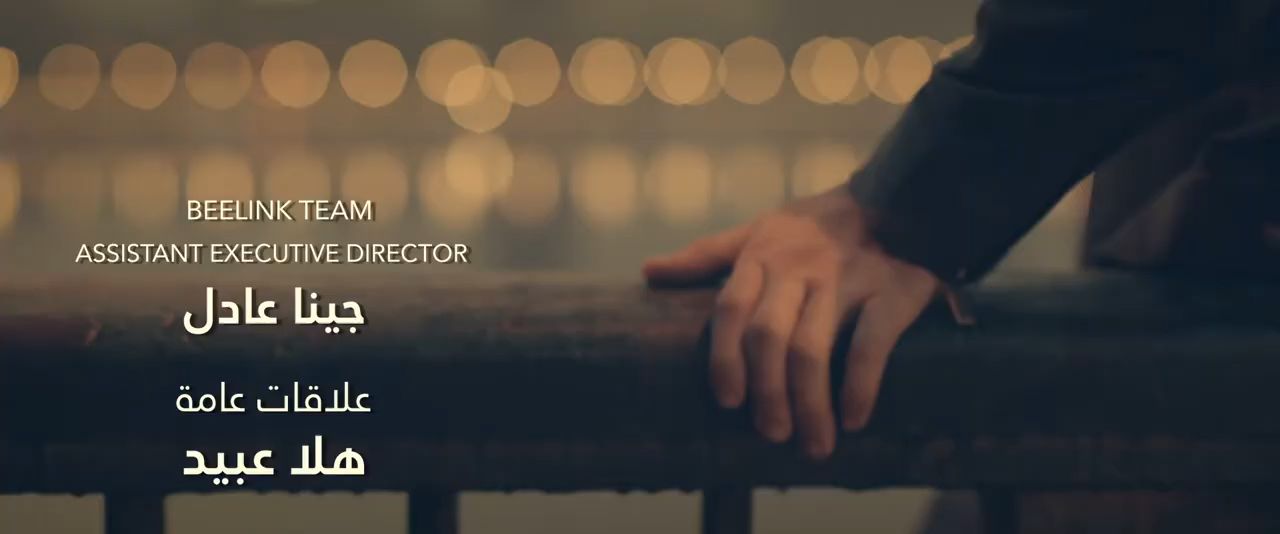 BEELINK TEAM
ASSISTANT EXECUTIVE DIRECTOR
جينا عادل
علاقات عامة
هلا عبيد